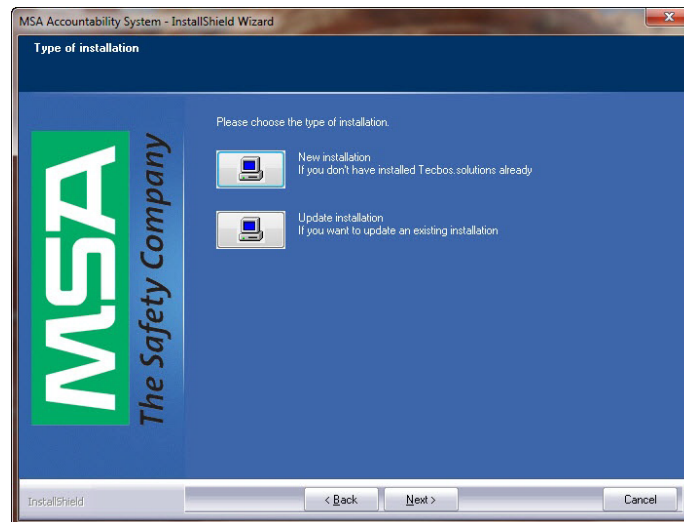 MSA Accountability System - InstallShield Wizard
Type of installation
Please choose the type of installation.
New installation
If you don't have installed Tecbos.solutions already
Update installation
If you want to update an existing installation
MSA
The Safety Company
InstallShield
< Back
Next >
Cancel